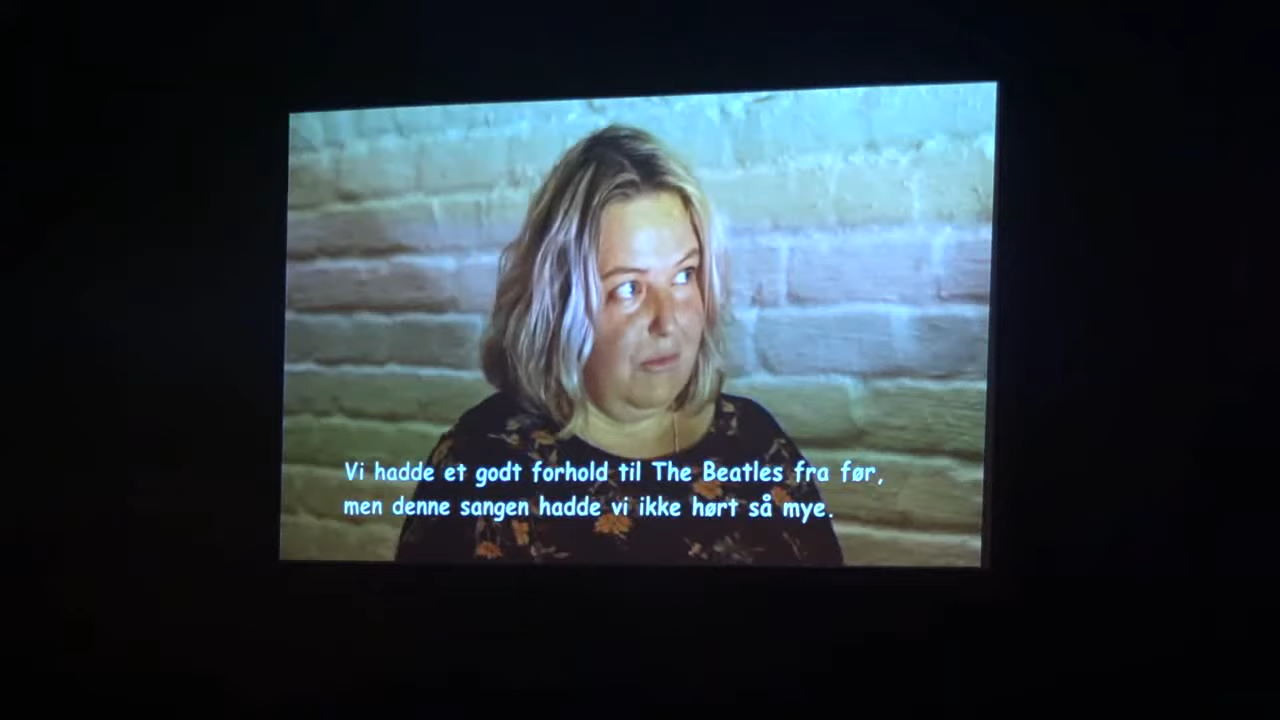 Vi hadde et godt forhold til The Beatles fra før,
men denne sangen hadde vi ikke hørt så mye.